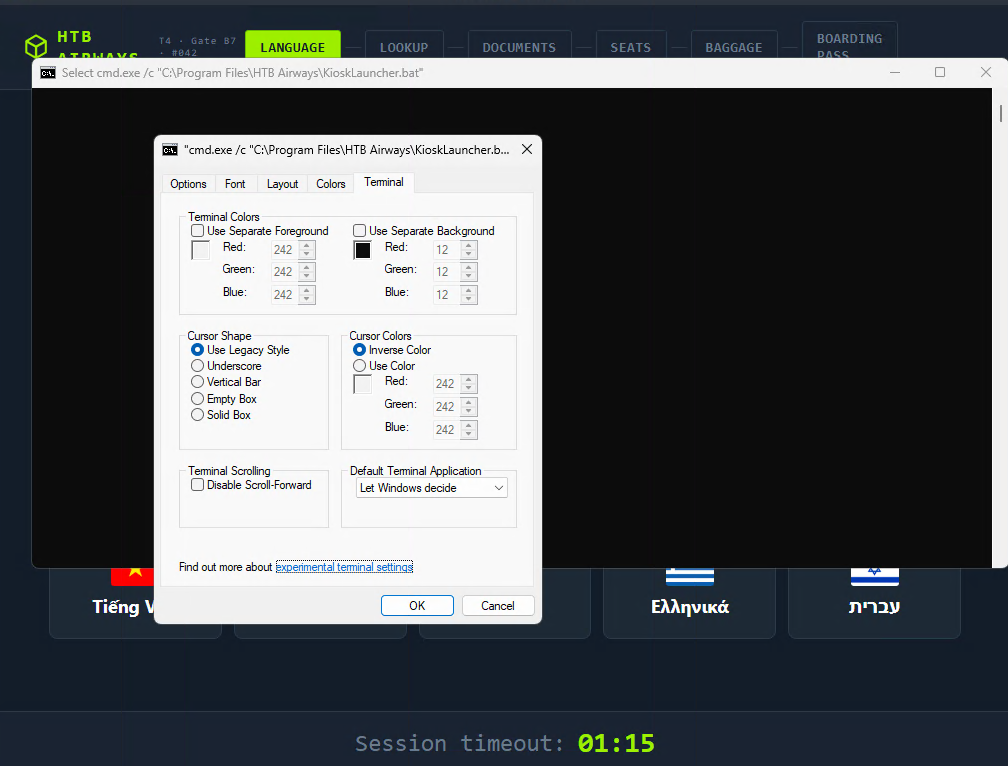 HTB
AIRWAYS
T4 · Gate B7
· #042
LANGUAGE
LOOKUP
DOCUMENTS
SEATS
BAGGAGE
BOARDING
PASS
Select cmd.exe /c "C:\Program Files\HTB Airways\KioskLauncher.bat"
"cmd.exe /c "C:\Program Files\HTB Airways\KioskLauncher.b...
Options Font Layout Colors Terminal
Terminal Colors
Use Separate Foreground
Red: 242
Green: 242
Blue: 242
Use Separate Background
Red: 12
Green: 12
Blue: 12
Cursor Shape
Use Legacy Style
Underscore
Vertical Bar
Empty Box
Solid Box
Cursor Colors
Inverse Color
Use Color
Red: 242
Green: 242
Blue: 242
Terminal Scrolling
Disable Scroll-Forward
Default Terminal Application
Let Windows decide
Find out more about experimental terminal settings
OK
Cancel
Tiếng V
Ελληνικά
עברית
Session timeout: 01:15